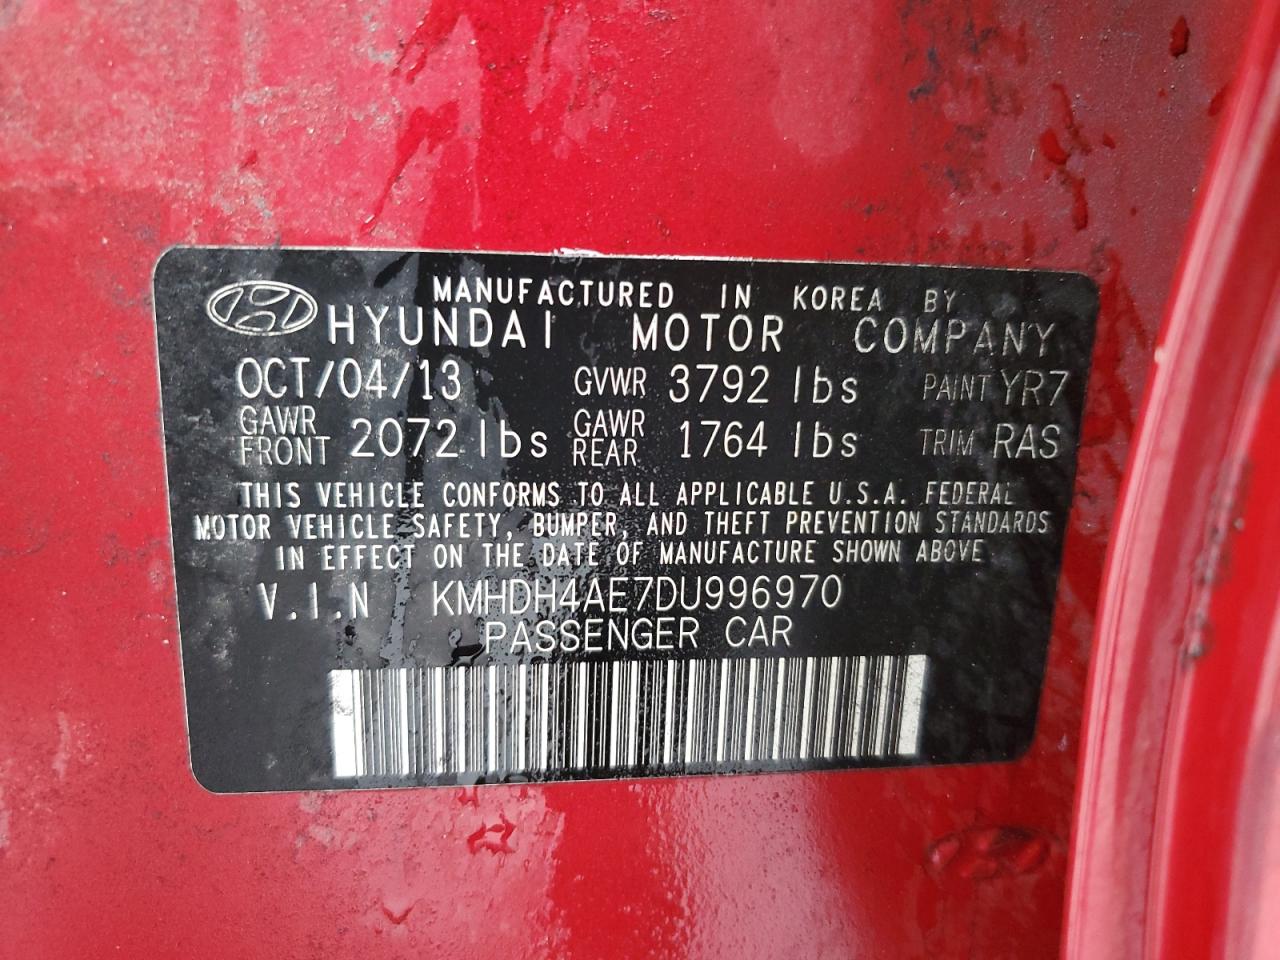 MANUFACTURED IN KOREA BY
HYUNDAI MOTOR COMPANY
OCT/04/13 GVWR 3792 lbs PAINT YR7
GAWR FRONT 2072 lbs GAWR REAR 1764 lbs TRIM RAS
THIS VEHICLE CONFORMS TO ALL APPLICABLE U.S.A. FEDERAL
MOTOR VEHICLE SAFETY, BUMPER, AND THEFT PREVENTION STANDARDS
IN EFFECT ON THE DATE OF MANUFACTURE SHOWN ABOVE
V.I.N KMHDH4AE7DU996970
PASSENGER CAR